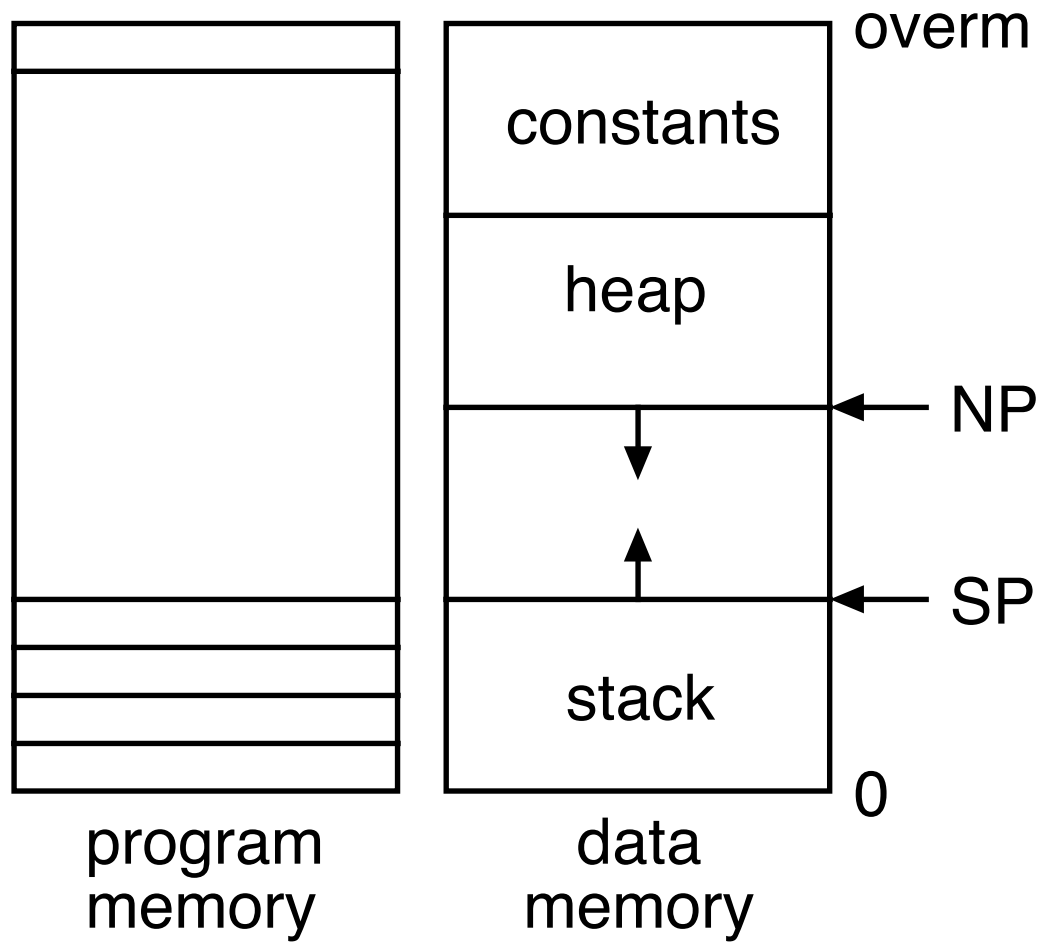 overm
constants
heap
NP
SP
stack
0
program
memory
data
memory